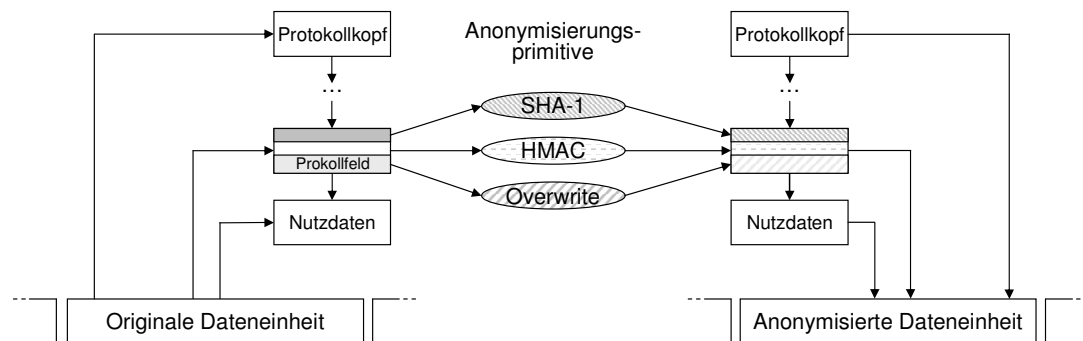 Protokollkopf
Anonymisierungs-
primitive
Protokollkopf
...
...
SHA-1
HMAC
Prokollfeld
Overwrite
Nutzdaten
Nutzdaten
Originale Dateneinheit
Anonymisierte Dateneinheit